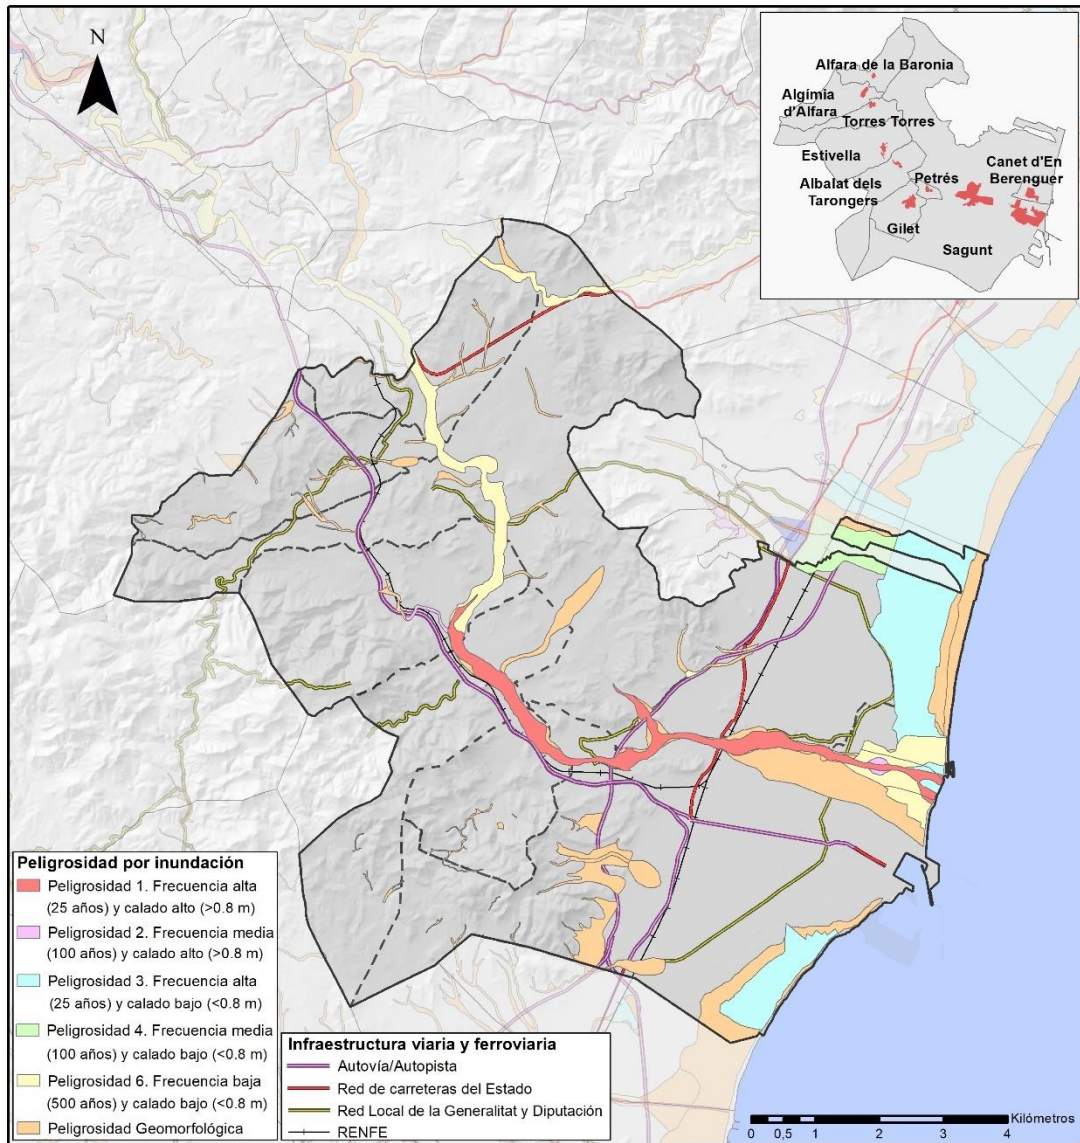 N
Alfara de la Baronia
Algímia
d'Alfara
Torres Torres
Estivella
Petrés
Canet d'En
Berenguer
Albalat dels
Tarongers
Gilet
Sagunt
Peligrosidad por inundación
Peligrosidad 1. Frecuencia alta
(25 años) y calado alto (>0.8 m)
Peligrosidad 2. Frecuencia media
(100 años) y calado alto (>0.8 m)
Peligrosidad 3. Frecuencia alta
(25 años) y calado bajo (<0.8 m)
Peligrosidad 4. Frecuencia media
(100 años) y calado bajo (<0.8 m)
Peligrosidad 6. Frecuencia baja
(500 años) y calado bajo (<0.8 m)
Peligrosidad Geomorfológica
Infraestructura viaria y ferroviaria
Autovía/Autopista
Red de carreteras del Estado
Red Local de la Generalitat y Diputación
RENFE
Kilómetros
0 0,5 1 2 3 4